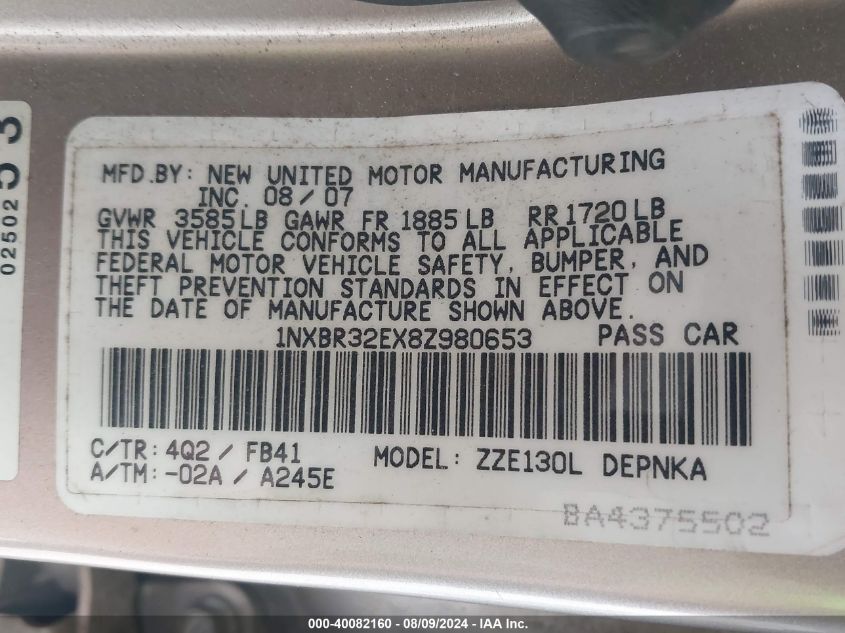 MFD.BY: NEW UNITED MOTOR MANUFACTURING
INC. 08/07
GVWR 3585LB GAWR FR 1885LB RR1720LB
THIS VEHICLE CONFORMS TO ALL APPLICABLE
FEDERAL MOTOR VEHICLE SAFETY, BUMPER, AND
THEFT PREVENTION STANDARDS IN EFFECT ON
THE DATE OF MANUFACTURE SHOWN ABOVE.
1NXBR32EX8Z980653 PASS CAR
C/TR: 4Q2 / FB41
A/TM: -02A / A245E
MODEL: ZZE130L DEPNKA
BA4375502
02502
53
000-40082160 - 08/09/2024 - IAA Inc.